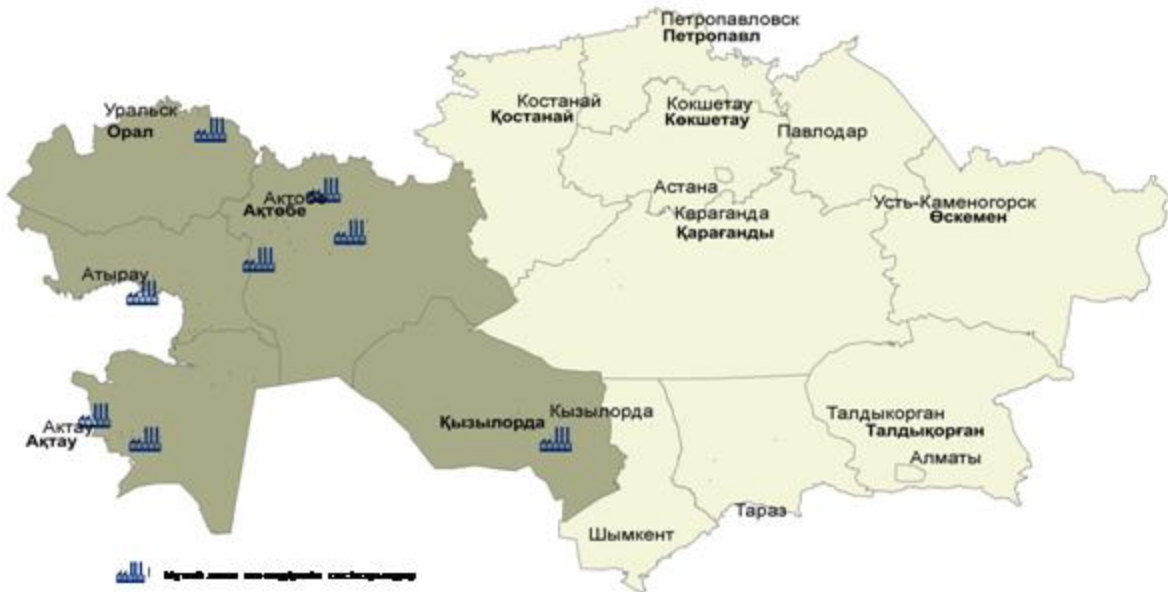 Петропавловск
Петропавл
Костанай
Қостанай
Кокшетау
Көкшетау
Павлодар
Уральск
Орал
Актобе
Ақтөбе
Астана
Караганда
Қарағанды
Усть-Каменогорск
Өскемен
Атырау
Актау
Ақтау
Қызылорда
Кызылорда
Талдыкорган
Талдықорған
Алматы
Тараз
Шымкент